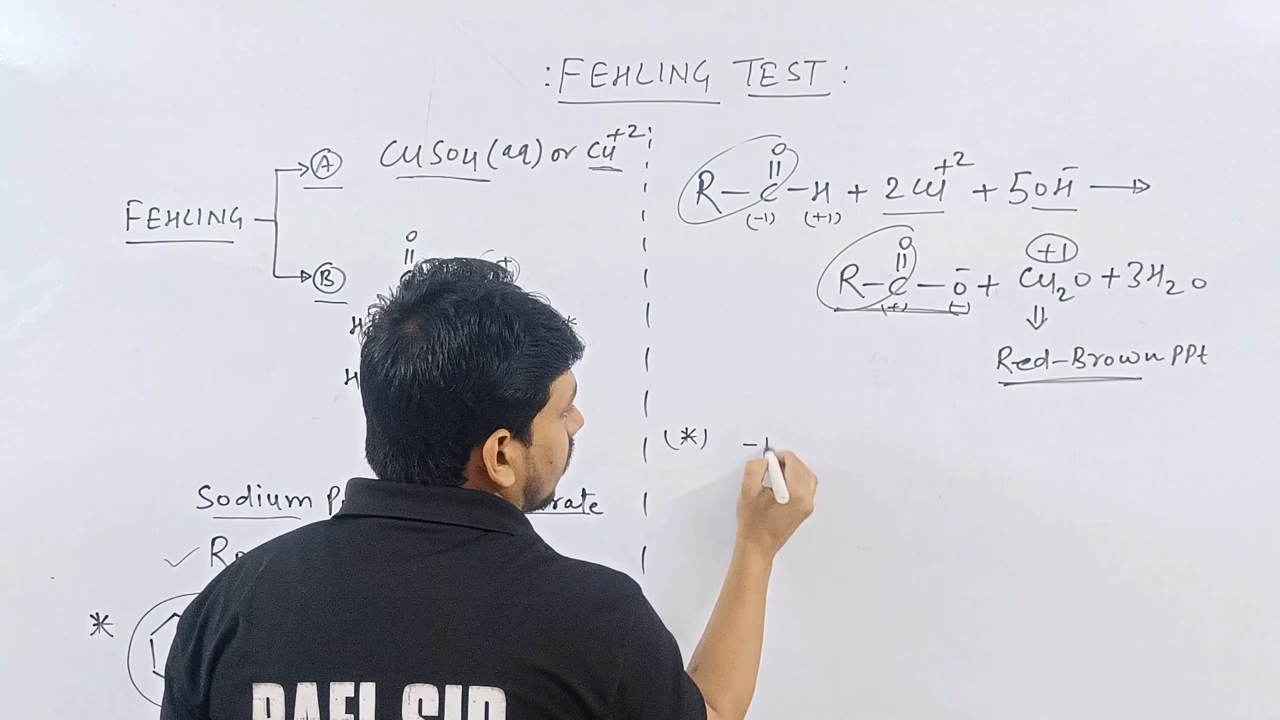 : FEHLING TEST :
FEHLING
A CuSO4 (aq) or Cu+2
B
O
H
H
Sodium
*
R-C-H + 2Cu+2 + 5OH- →
O
(-1) (+1)
R-C-O- + Cu2O + 3H2O
O
+1
(+) (-)
⇓
Red-Brown PPt
(*)